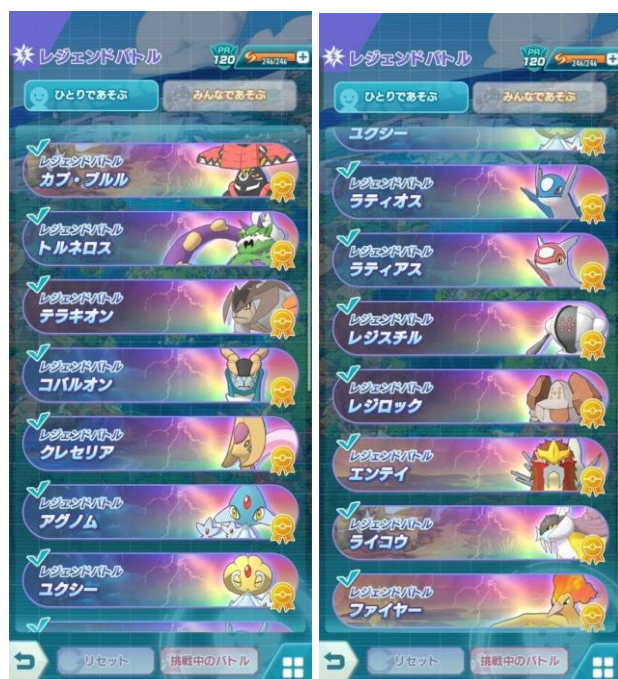 レジェンドバトル
PR/
120
246/246
ひとりであそぶ
みんなであそぶ
レジェンドバトル
カプ・ブルル
レジェンドバトル
トルネロス
レジェンドバトル
テラキオン
レジェンドバトル
コバルオン
レジェンドバトル
クレセリア
レジェンドバトル
アグノム
レジェンドバトル
ユクシー
リセット
挑戦中のバトル
レジェンドバトル
PR/
120
246/246
ひとりであそぶ
みんなであそぶ
ユクシー
レジェンドバトル
ラティオス
レジェンドバトル
ラティアス
レジェンドバトル
レジスチル
レジェンドバトル
レジロック
レジェンドバトル
エンテイ
レジェンドバトル
ライコウ
レジェンドバトル
ファイヤー
リセット
挑戦中のバトル